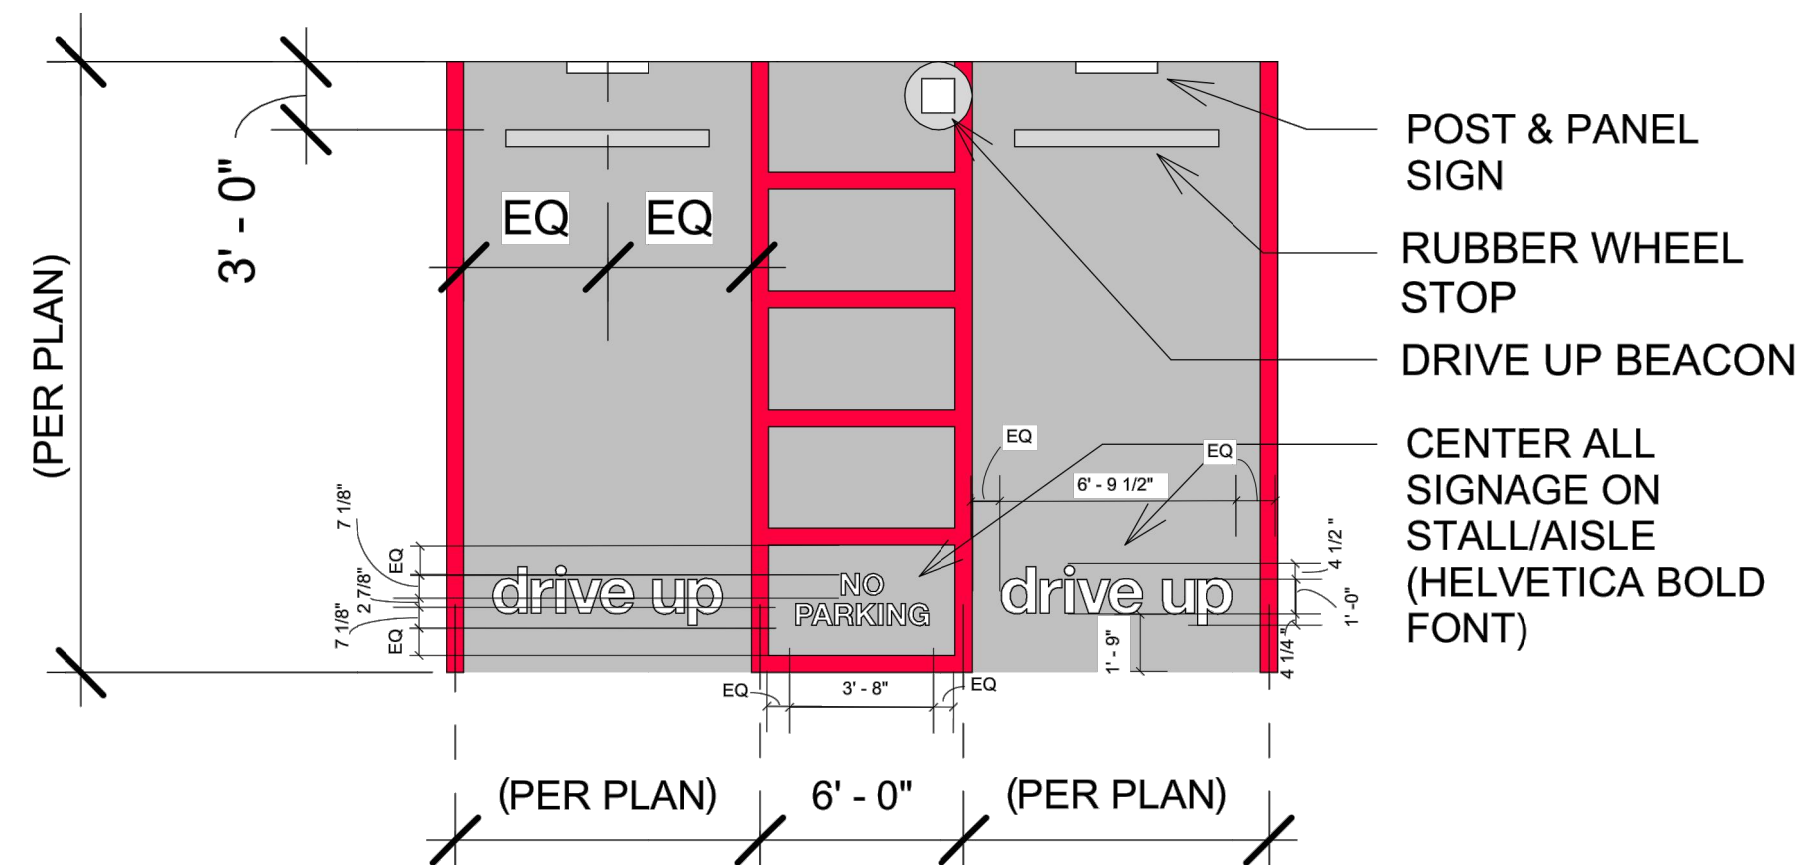 POST & PANEL
SIGN
3' - 0"
EQ
EQ
RUBBER WHEEL
STOP
(PER PLAN)
DRIVE UP BEACON
EQ
EQ
CENTER ALL
SIGNAGE ON
STALL/AISLE
(HELVETICA BOLD
FONT)
6' - 9 1/2"
7 1/8"
EQ
2 7/8"
7 1/8"
EQ
drive up
NO
PARKING
drive up
4 1/2 "
1' -0"
4 1/4 "
1' - 9"
EQ
3' - 8"
EQ
(PER PLAN)
6' - 0"
(PER PLAN)